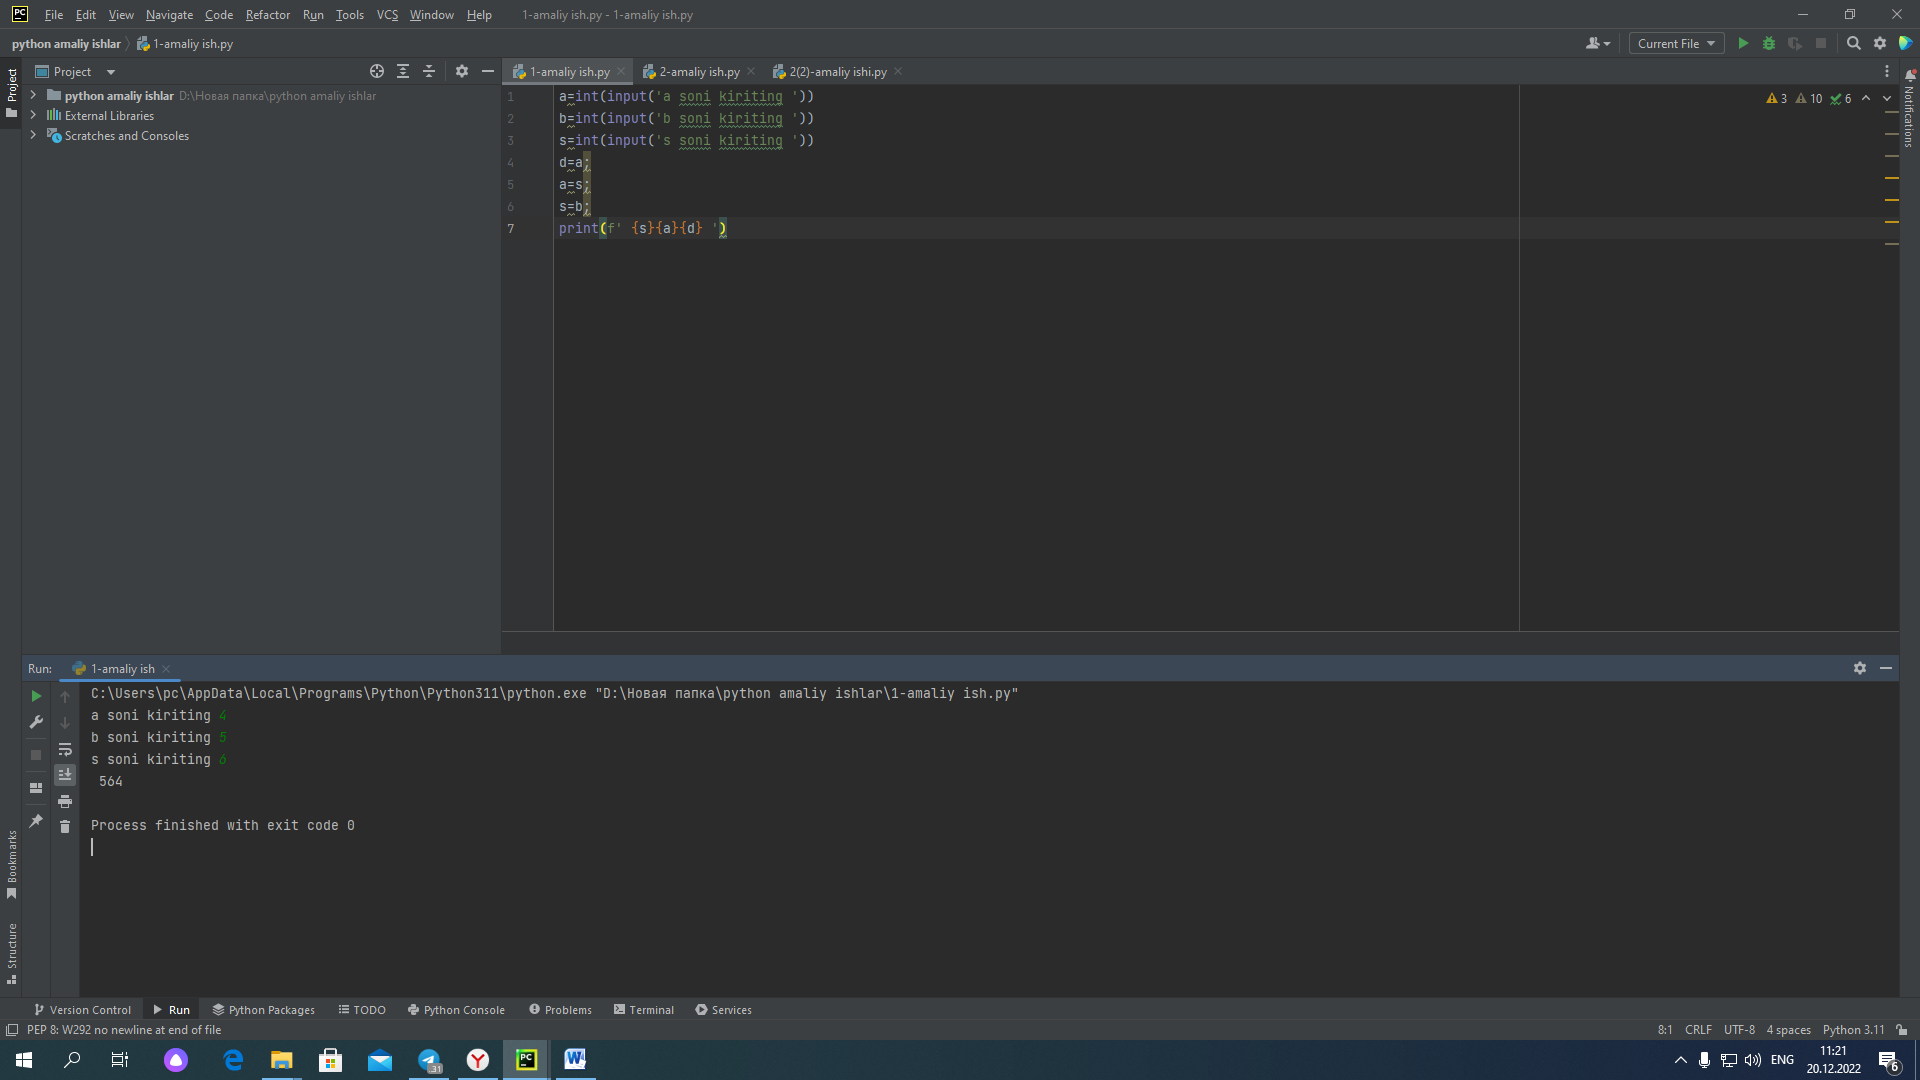 File Edit View Navigate Code Refactor Run Tools VCS Window Help 1-amaliy ish.py - 1-amaliy ish.py
python amaliy ishlar 1-amaliy ish.py Current File
Project
1-amaliy ish.py 2-amaliy ish.py 2(2)-amaliy ishi.py
python amaliy ishlar D:\Новая папка\python amaliy ishlar
External Libraries
Scratches and Consoles
3 10 6
1 a=int(input('a soni kiriting '))
2 b=int(input('b soni kiriting '))
3 s=int(input('s soni kiriting '))
4 d=a;
5 a=s;
6 s=b;
7 print(f' {s}{a}{d} ')
Project
Notifications
Run: 1-amaliy ish
C:\Users\pc\AppData\Local\Programs\Python\Python311\python.exe "D:\Новая папка\python amaliy ishlar\1-amaliy ish.py"
a soni kiriting 4
b soni kiriting 5
s soni kiriting 6
564
Process finished with exit code 0
Bookmarks
Structure
Version Control Run Python Packages TODO Python Console Problems Terminal Services
PEP 8: W292 no newline at end of file 8:1 CRLF UTF-8 4 spaces Python 3.11
PC
31
Y
PC
W
ENG
11:21
20.12.2022
6